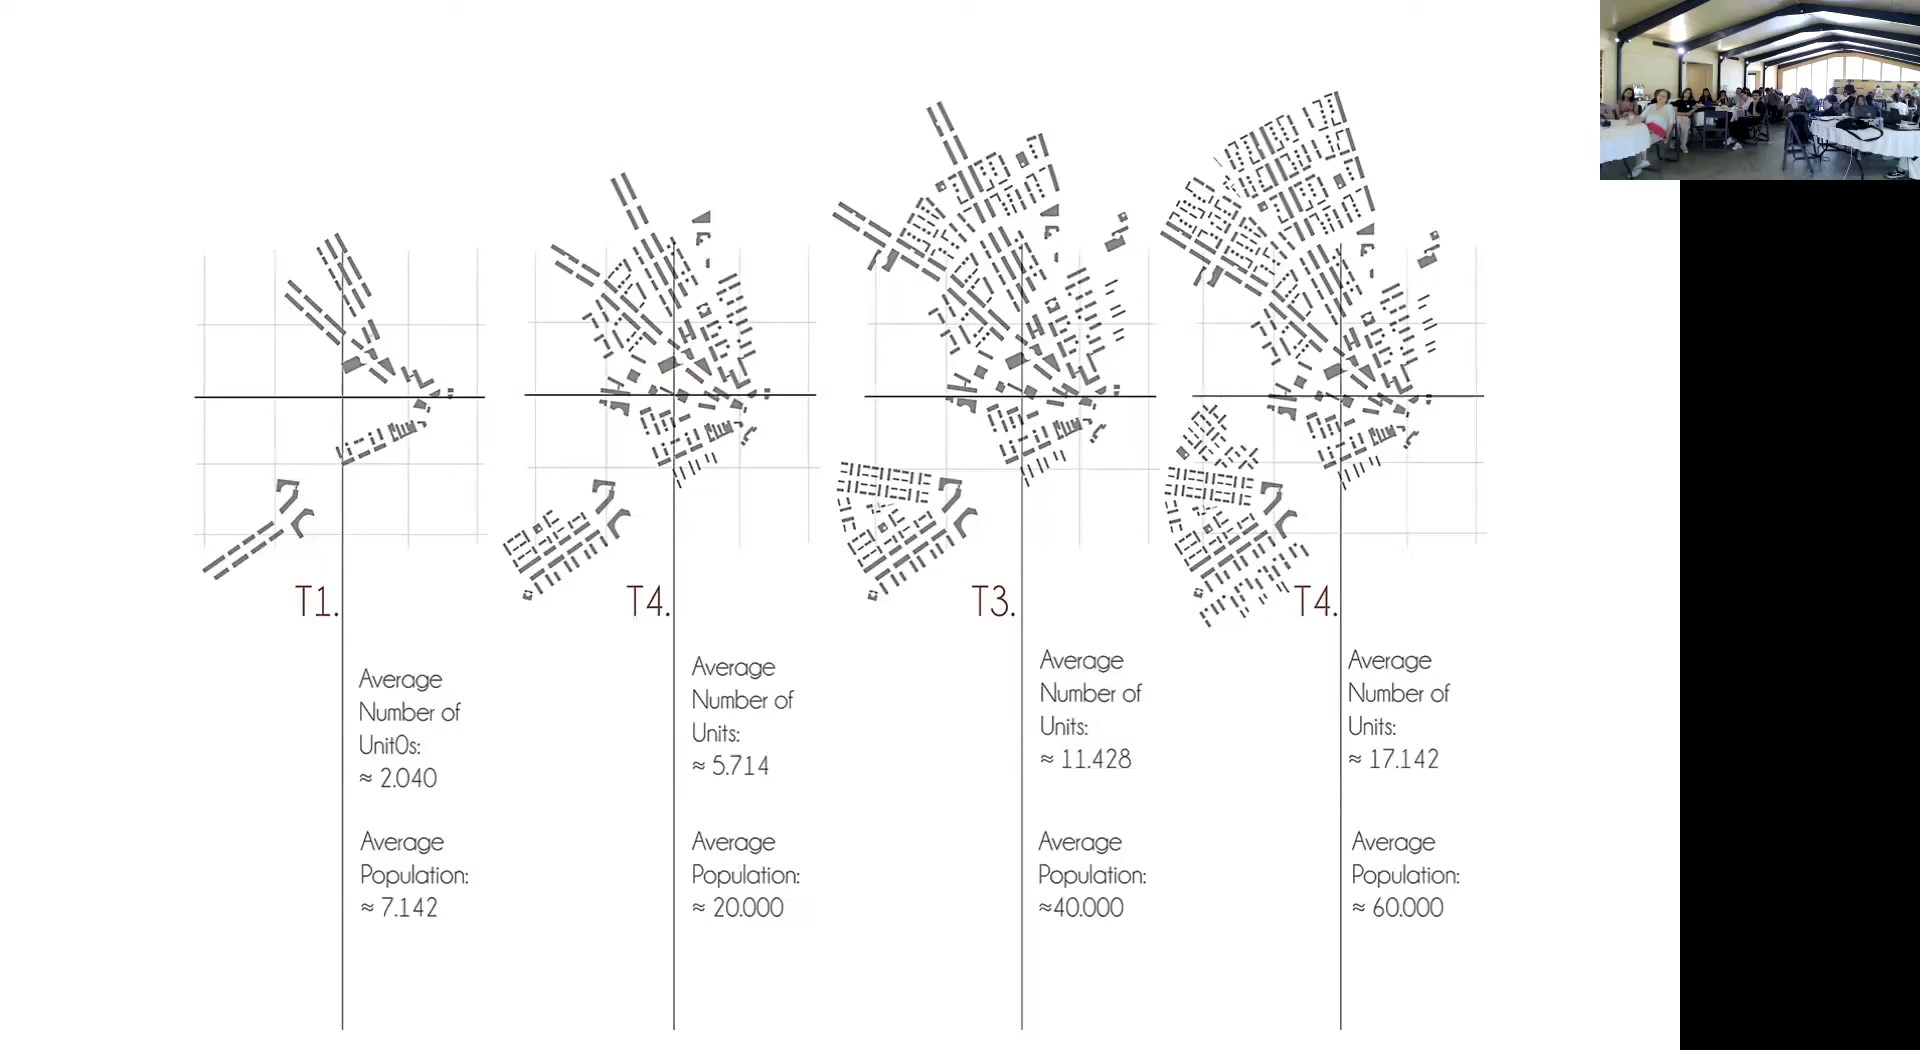 T1.
Average
Number of
Unit0s:
≈ 2.040
Average
Population:
≈ 7.142
T4.
Average
Number of
Units:
≈ 5.714
Average
Population:
≈ 20.000
T3.
Average
Number of
Units:
≈ 11.428
Average
Population:
≈40.000
T4.
Average
Number of
Units:
≈ 17.142
Average
Population:
≈ 60.000